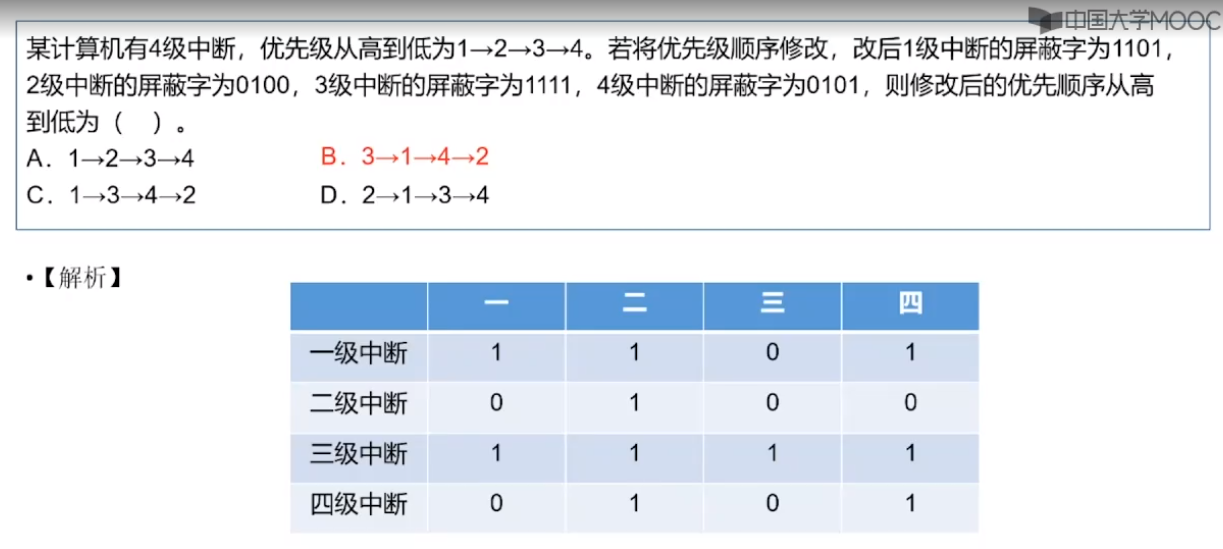 中国大学MOOC
某计算机有4级中断，优先级从高到低为1→2→3→4。若将优先级顺序修改，改后1级中断的屏蔽字为1101，
2级中断的屏蔽字为0100，3级中断的屏蔽字为1111，4级中断的屏蔽字为0101，则修改后的优先顺序从高
到低为（　）。
A．1→2→3→4 B．3→1→4→2
C．1→3→4→2 D．2→1→3→4
•【解析】
一 二 三 四
一级中断 1 1 0 1
二级中断 0 1 0 0
三级中断 1 1 1 1
四级中断 0 1 0 1